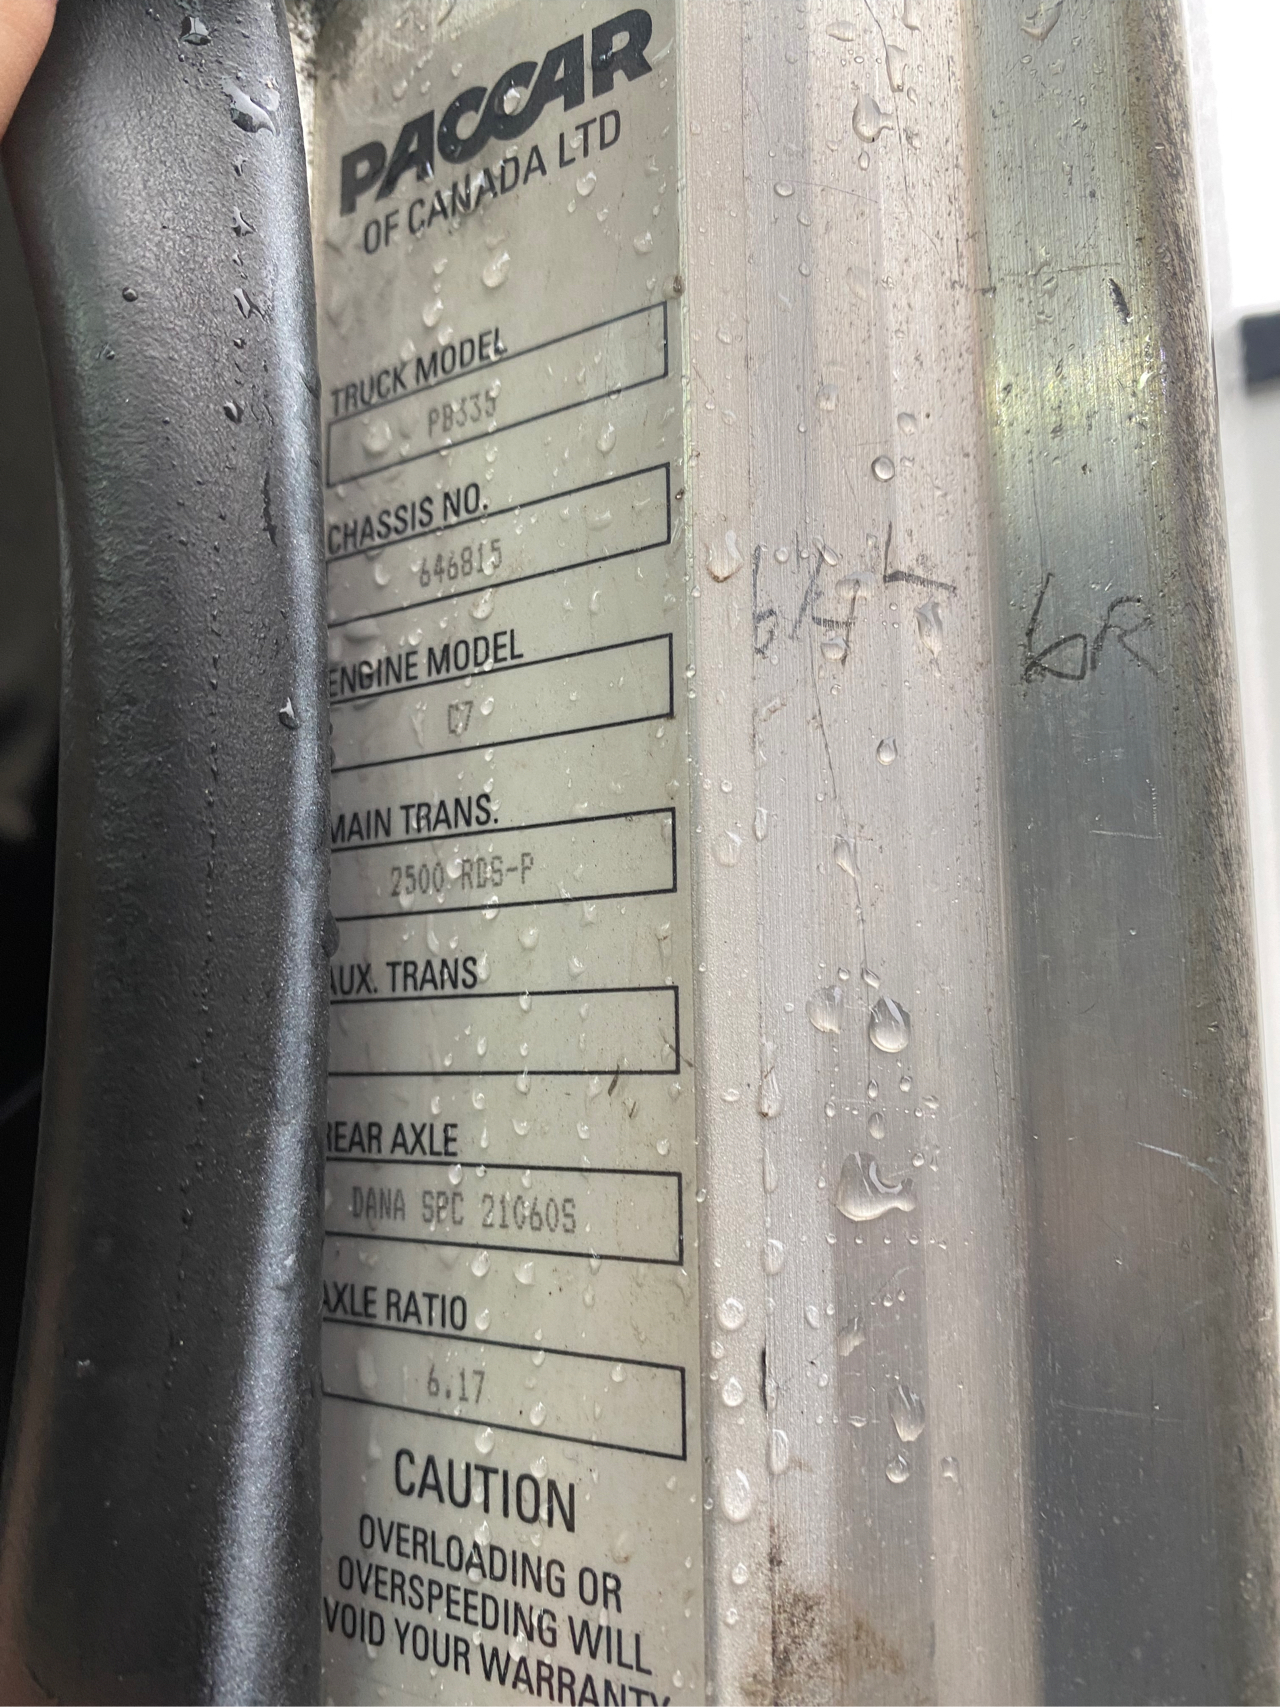 PACCAR
OF CANADA LTD
TRUCK MODEL
PB335
CHASSIS NO.
646815
ENGINE MODEL
C7
MAIN TRANS.
2500 RDS-P
AUX. TRANS
REAR AXLE
DANA SPC 21060S
AXLE RATIO
6.17
CAUTION
OVERLOADING OR
OVERSPEEDING WILL
VOID YOUR WARRANTY
6R